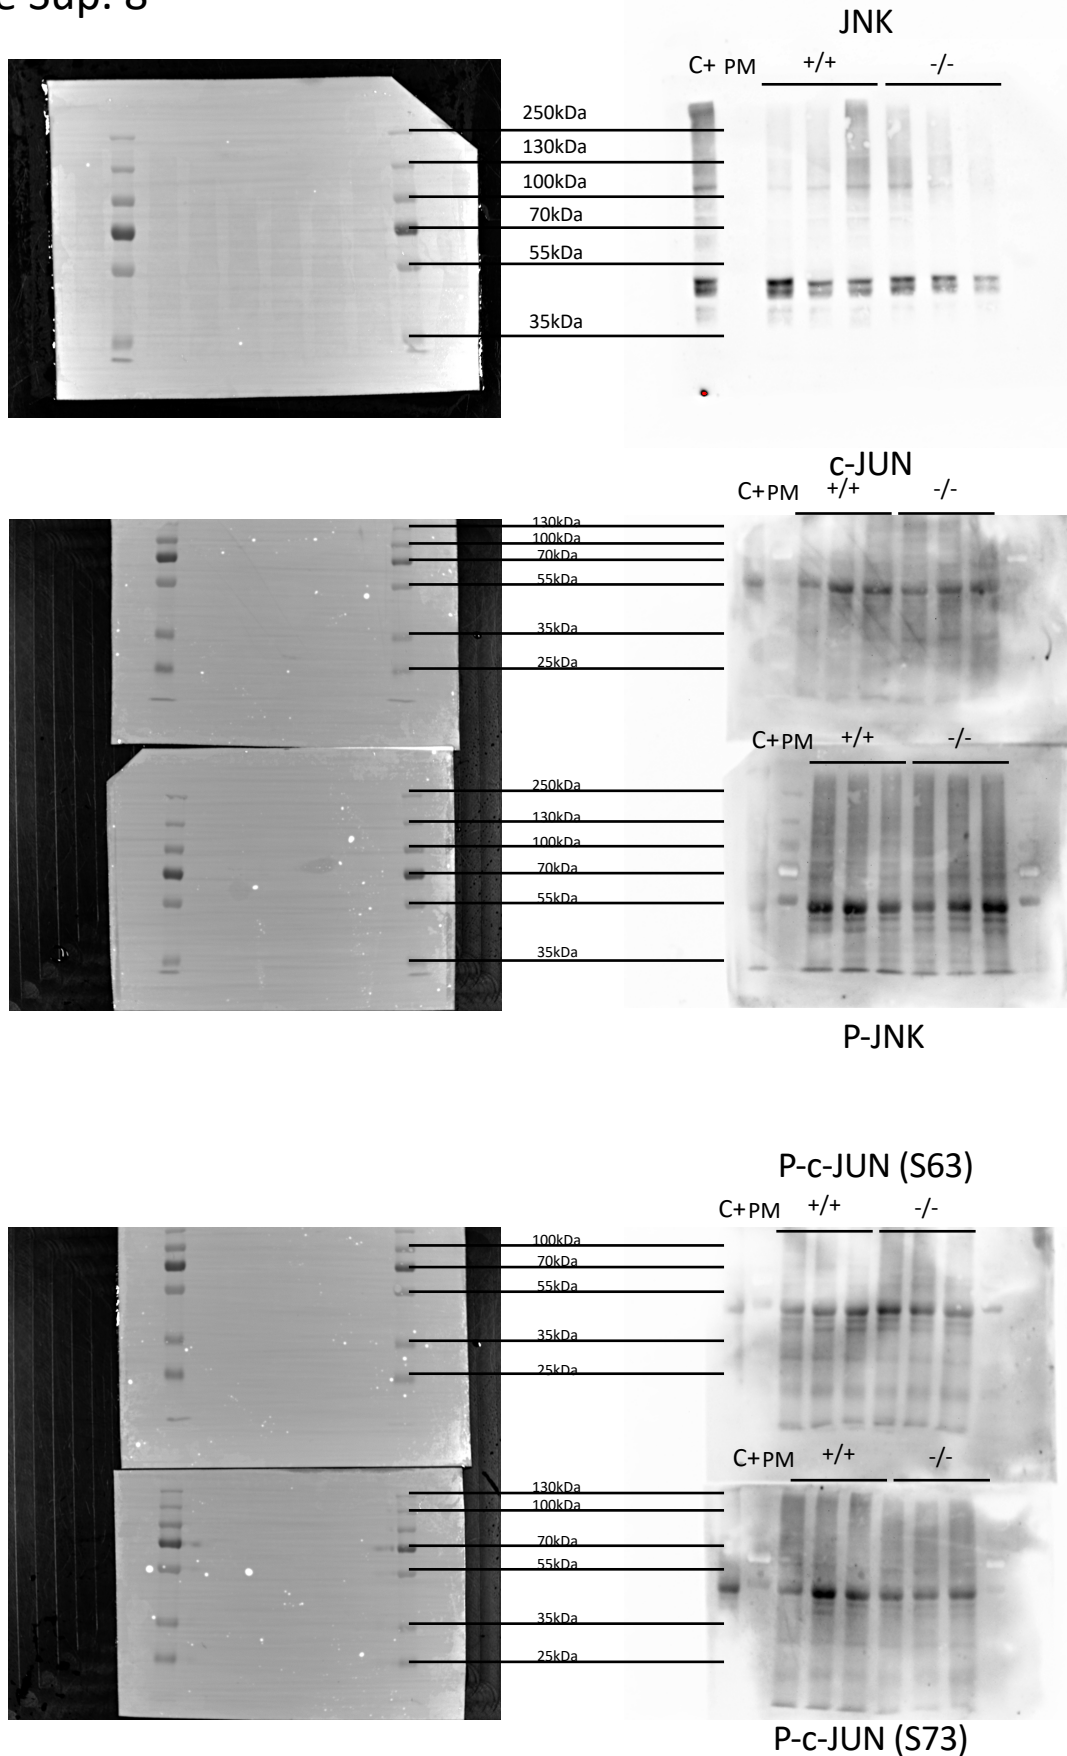 Sup. 8
JNK
C+ PM +/+ -/-
250kDa
130kDa
100kDa
70kDa
55kDa
35kDa
c-JUN
C+ PM +/+ -/-
130kDa
100kDa
70kDa
55kDa
35kDa
25kDa
C+ PM +/+ -/-
250kDa
130kDa
100kDa
70kDa
55kDa
35kDa
P-JNK
P-c-JUN (S63)
C+ PM +/+ -/-
100kDa
70kDa
55kDa
35kDa
25kDa
C+ PM +/+ -/-
130kDa
100kDa
70kDa
55kDa
35kDa
25kDa
P-c-JUN (S73)